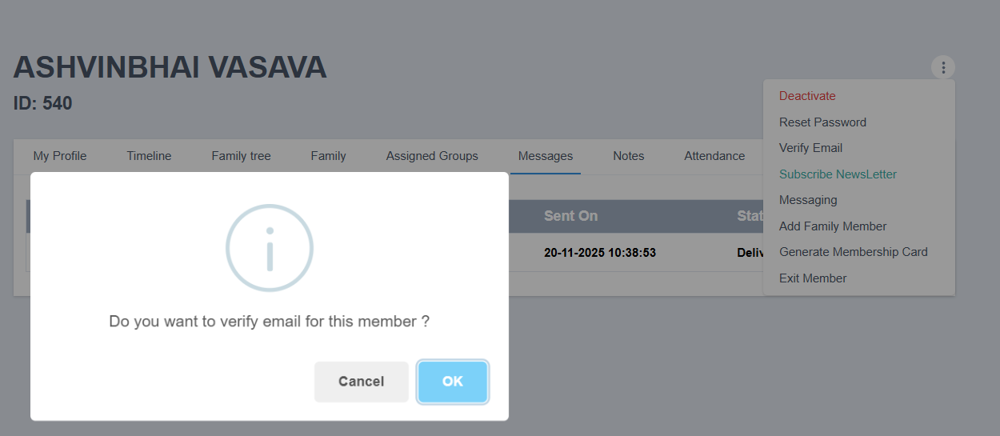 ASHVINBHAI VASAVA
ID: 540
Deactivate
Reset Password
Verify Email
Subscribe NewsLetter
Messaging
Add Family Member
Generate Membership Card
Exit Member
My Profile Timeline Family tree Family Assigned Groups Messages Notes Attendance
Sent On
20-11-2025 10:38:53
Do you want to verify email for this member ?
Cancel OK